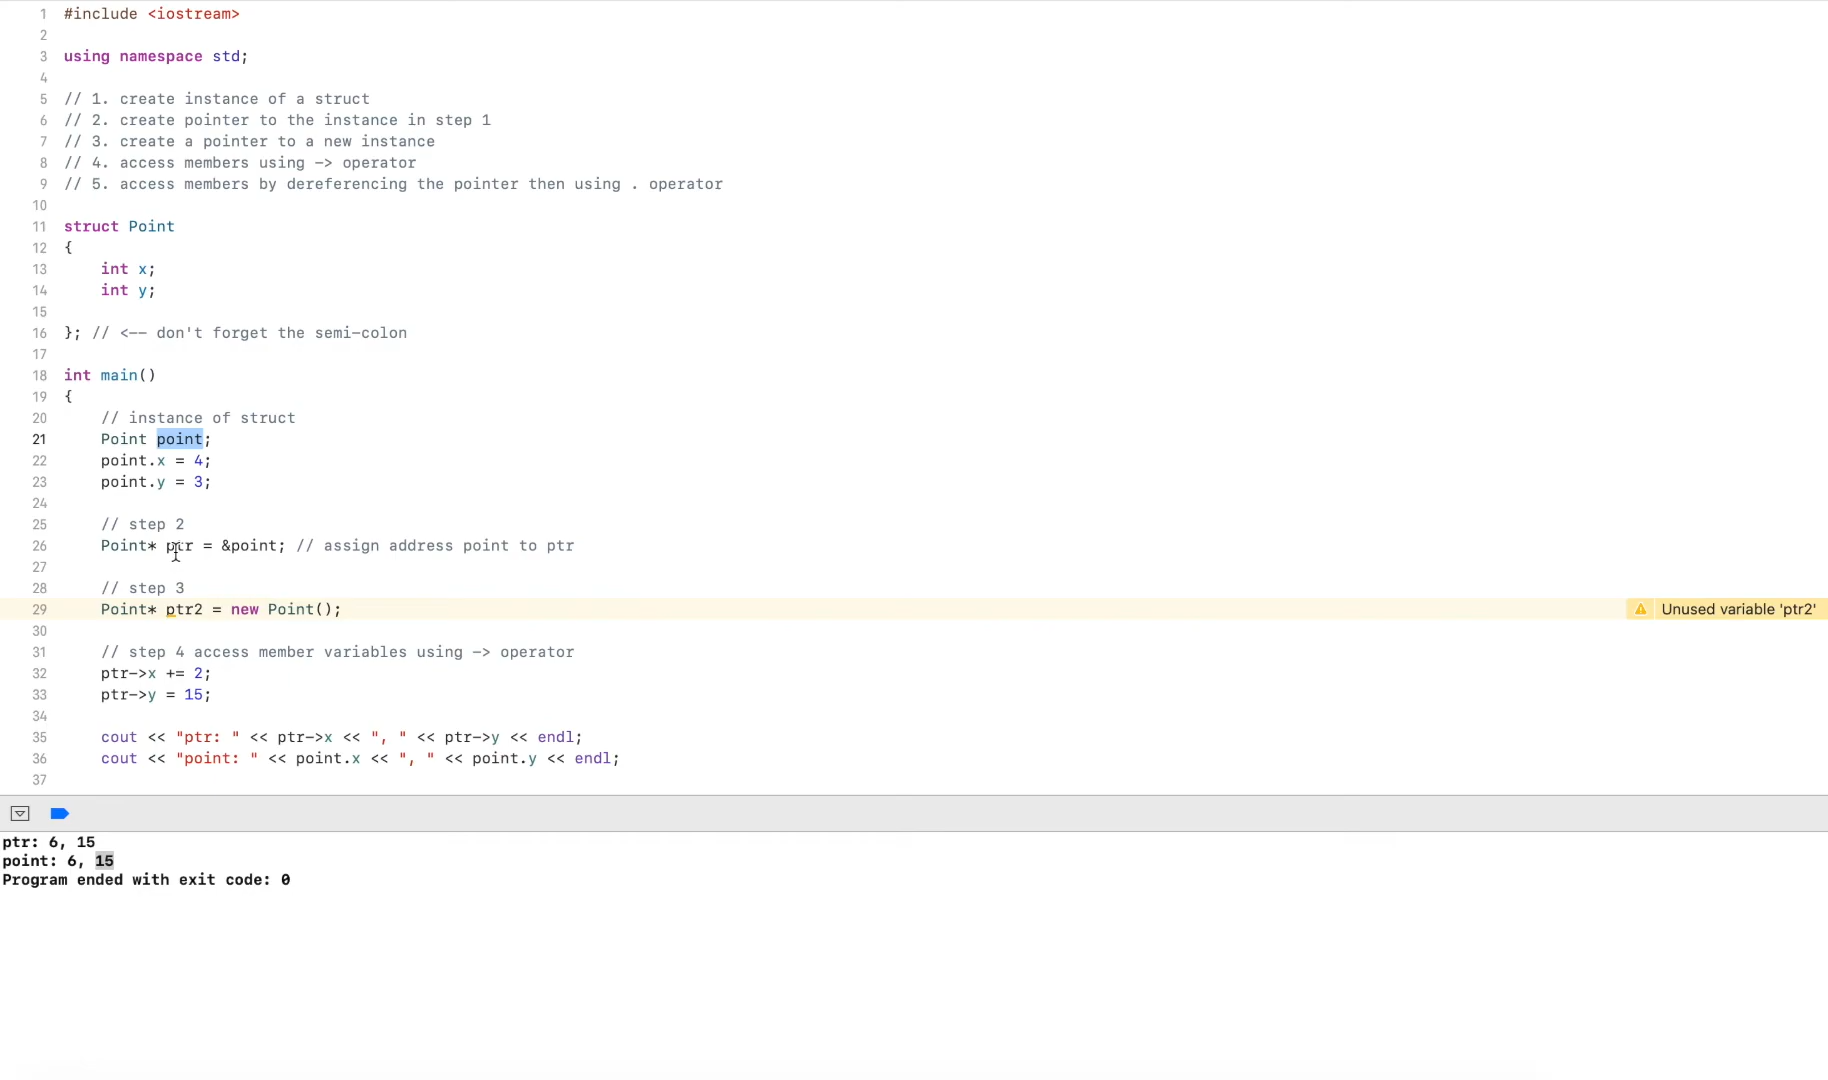 1 #include <iostream>
2
3 using namespace std;
4
5 // 1. create instance of a struct
6 // 2. create pointer to the instance in step 1
7 // 3. create a pointer to a new instance
8 // 4. access members using -> operator
9 // 5. access members by dereferencing the pointer then using . operator
10
11 struct Point
12 {
13     int x;
14     int y;
15
16 }; // <-- don't forget the semi-colon
17
18 int main()
19 {
20     // instance of struct
21     Point point;
22     point.x = 4;
23     point.y = 3;
24
25     // step 2
26     Point* ptr = &point; // assign address point to ptr
27
28     // step 3
29     Point* ptr2 = new Point(); Unused variable 'ptr2'
30
31     // step 4 access member variables using -> operator
32     ptr->x += 2;
33     ptr->y = 15;
34
35     cout << "ptr: " << ptr->x << ", " << ptr->y << endl;
36     cout << "point: " << point.x << ", " << point.y << endl;
37
ptr: 6, 15
point: 6, 15
Program ended with exit code: 0